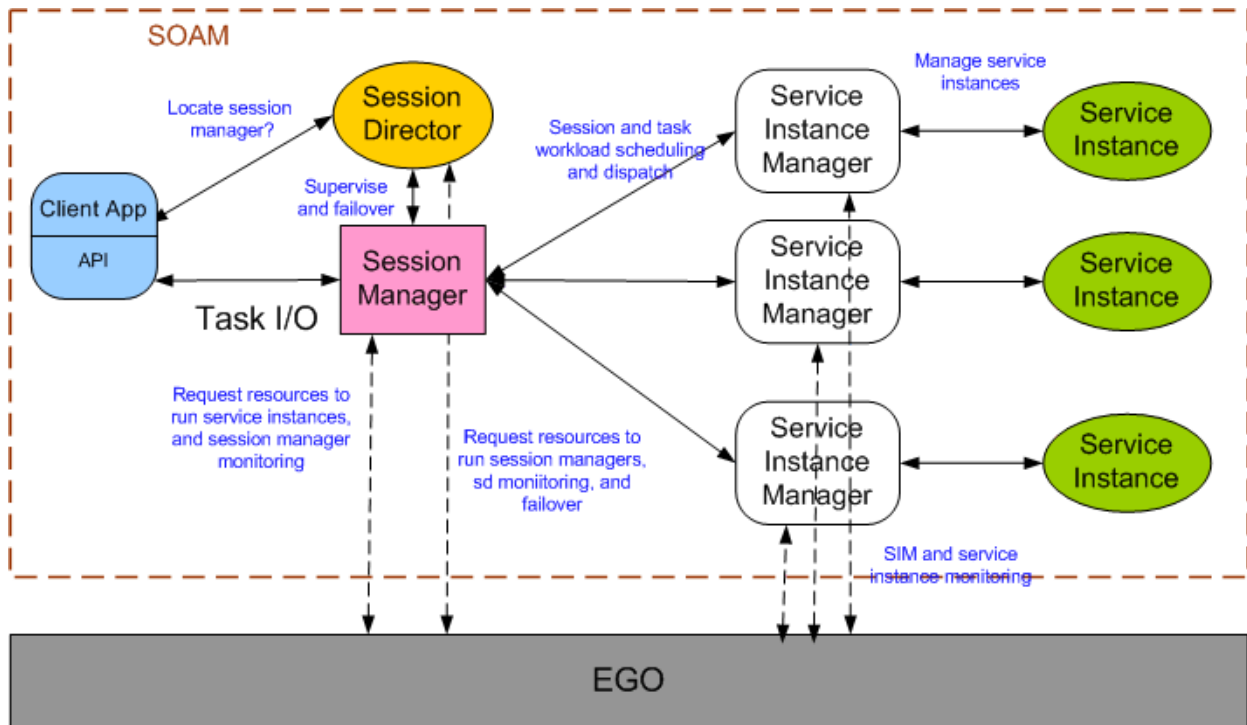 SOAM
Locate session
manager?
Session
Director
Supervise
and failover
Client App
API
Task I/O
Session
Manager
Session and task
workload scheduling
and dispatch
Service
Instance
Manager
Manage service
instances
Service
Instance
Service
Instance
Manager
Service
Instance
Service
Instance
Manager
Service
Instance
Request resources to
run service instances,
and session manager
monitoring
Request resources to
run session managers,
sd moniitoring, and
failover
SIM and service
instance monitoring
EGO